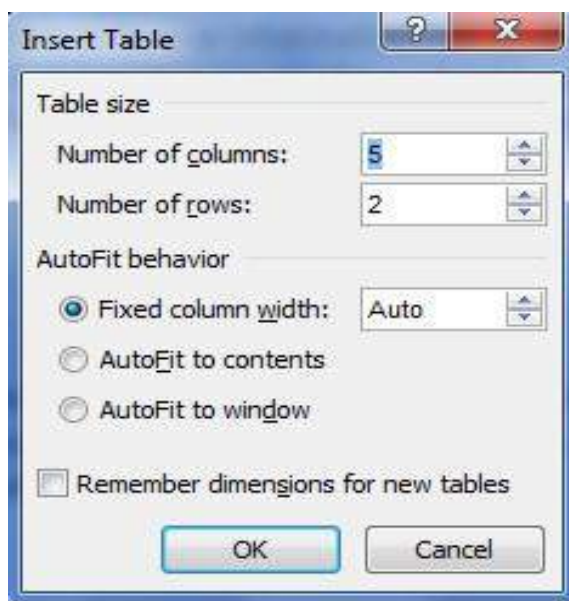 Insert Table
?
Table size
Number of columns: 5
Number of rows: 2
AutoFit behavior
Fixed column width: Auto
AutoFit to contents
AutoFit to window
Remember dimensions for new tables
OK Cancel